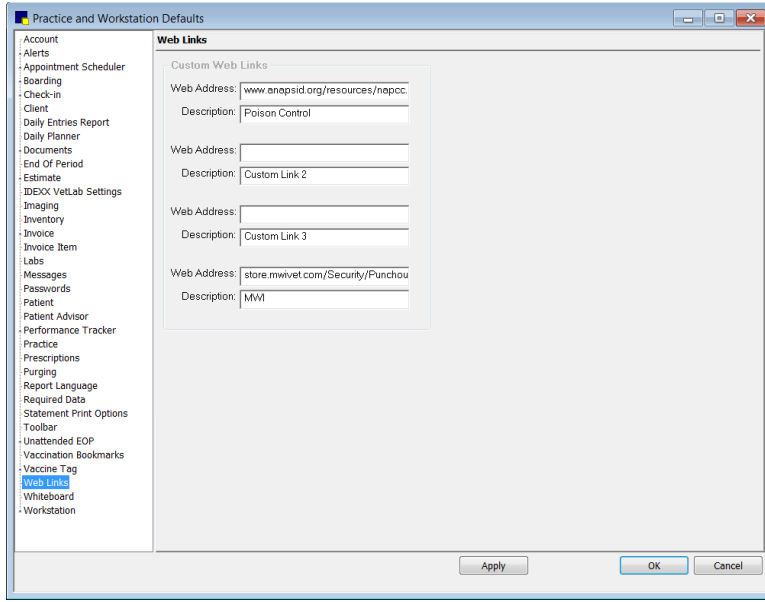 Practice and Workstation Defaults
Account
Alerts
Appointment Scheduler
Boarding
Check-in
Client
Daily Entries Report
Daily Planner
Documents
End Of Period
Estimate
IDEXX VetLab Settings
Imaging
Inventory
Invoice
Invoice Item
Labs
Messages
Passwords
Patient
Patient Advisor
Performance Tracker
Practice
Prescriptions
Purging
Report Language
Required Data
Statement Print Options
Toolbar
Unattended EOP
Vaccination Bookmarks
Vaccine Tag
Web Links
Whiteboard
Workstation
Web Links
Custom Web Links
Web Address: www.anapsid.org/resources/napcc.
Description: Poison Control
Web Address:
Description: Custom Link 2
Web Address:
Description: Custom Link 3
Web Address: store.mwivet.com/Security/Punchou
Description: MWI
Apply OK Cancel